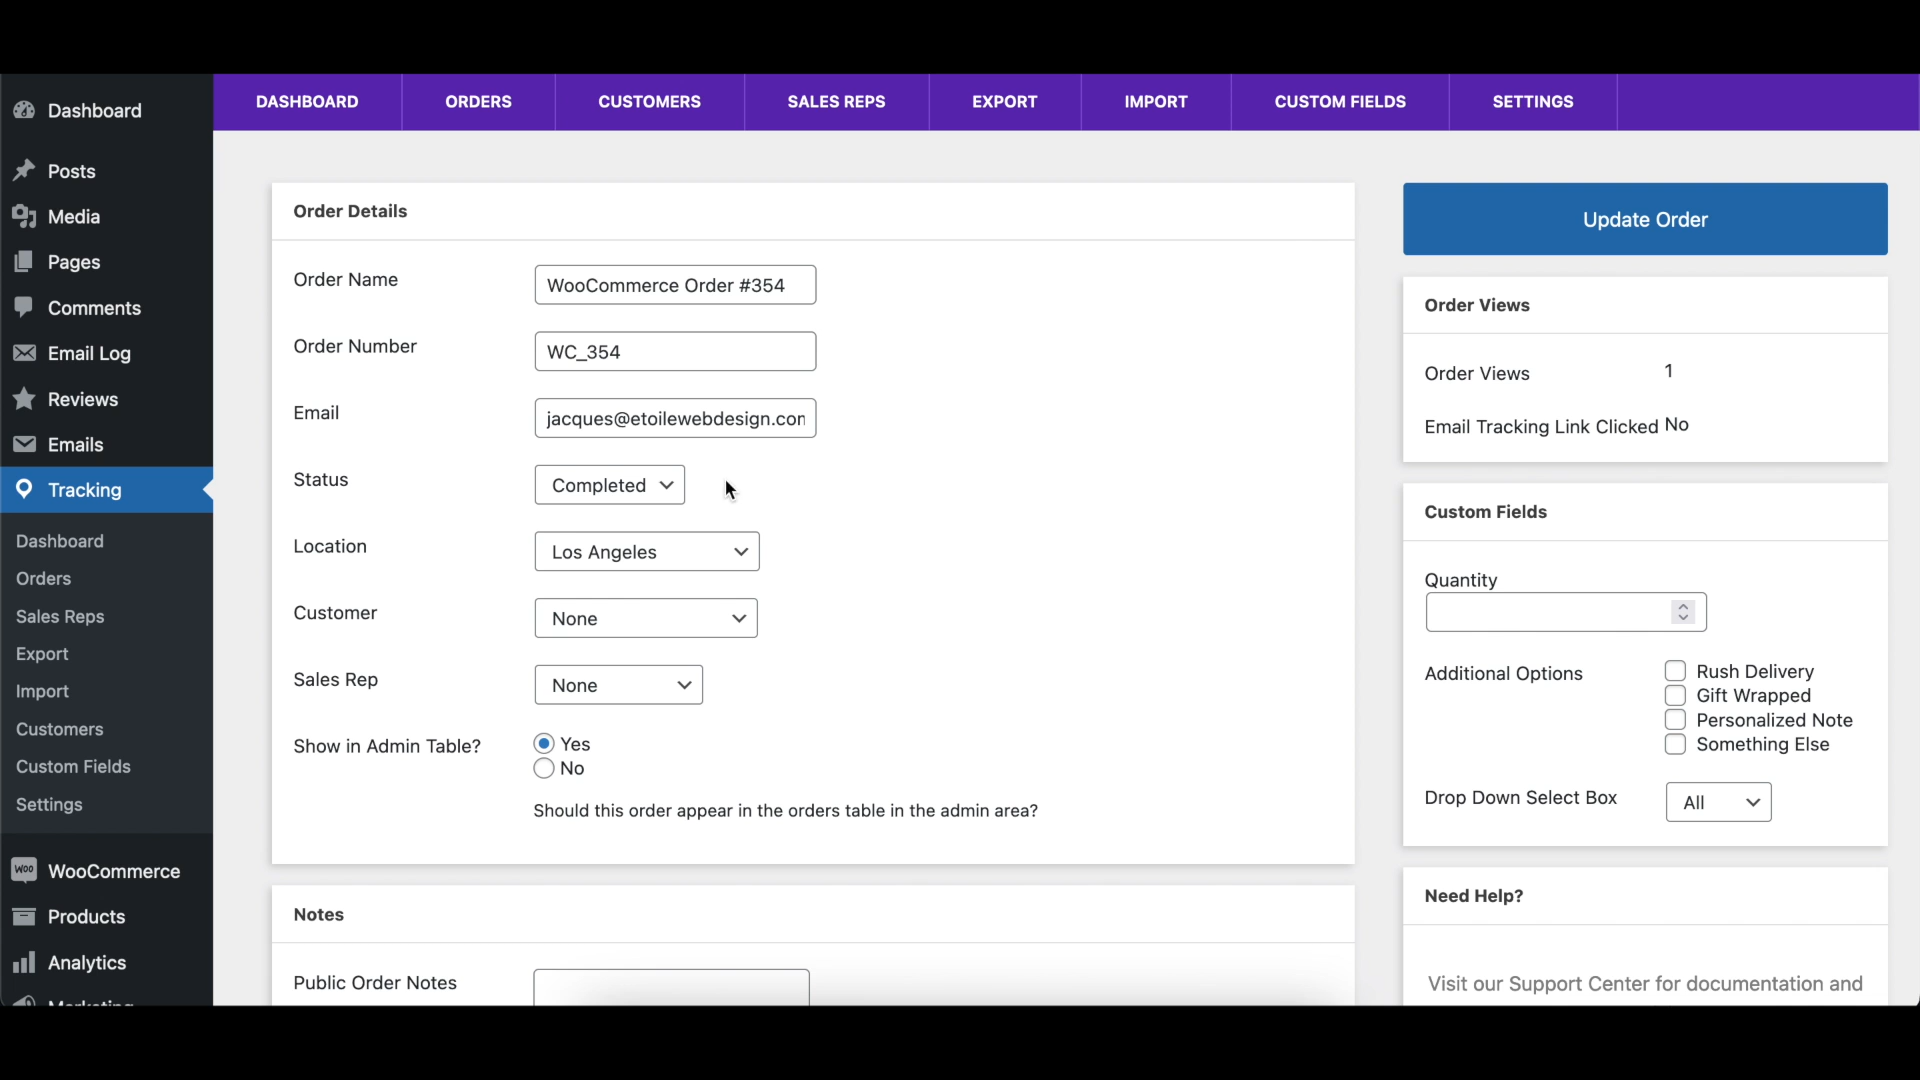 DASHBOARD ORDERS CUSTOMERS SALES REPS EXPORT IMPORT CUSTOM FIELDS SETTINGS
Dashboard
Posts
Media
Pages
Comments
Email Log
Reviews
Emails
Tracking
Dashboard
Orders
Sales Reps
Export
Import
Customers
Custom Fields
Settings
WOO WooCommerce
Products
Analytics
Marketing
Order Details
Order Name WooCommerce Order #354
Order Number WC_354
Email jacques@etoilewebdesign.con
Status Completed
Location Los Angeles
Customer None
Sales Rep None
Show in Admin Table? Yes
No
Should this order appear in the orders table in the admin area?
Notes
Public Order Notes
Update Order
Order Views
Order Views 1
Email Tracking Link Clicked No
Custom Fields
Quantity
Additional Options Rush Delivery
Gift Wrapped
Personalized Note
Something Else
Drop Down Select Box All
Need Help?
Visit our Support Center for documentation and